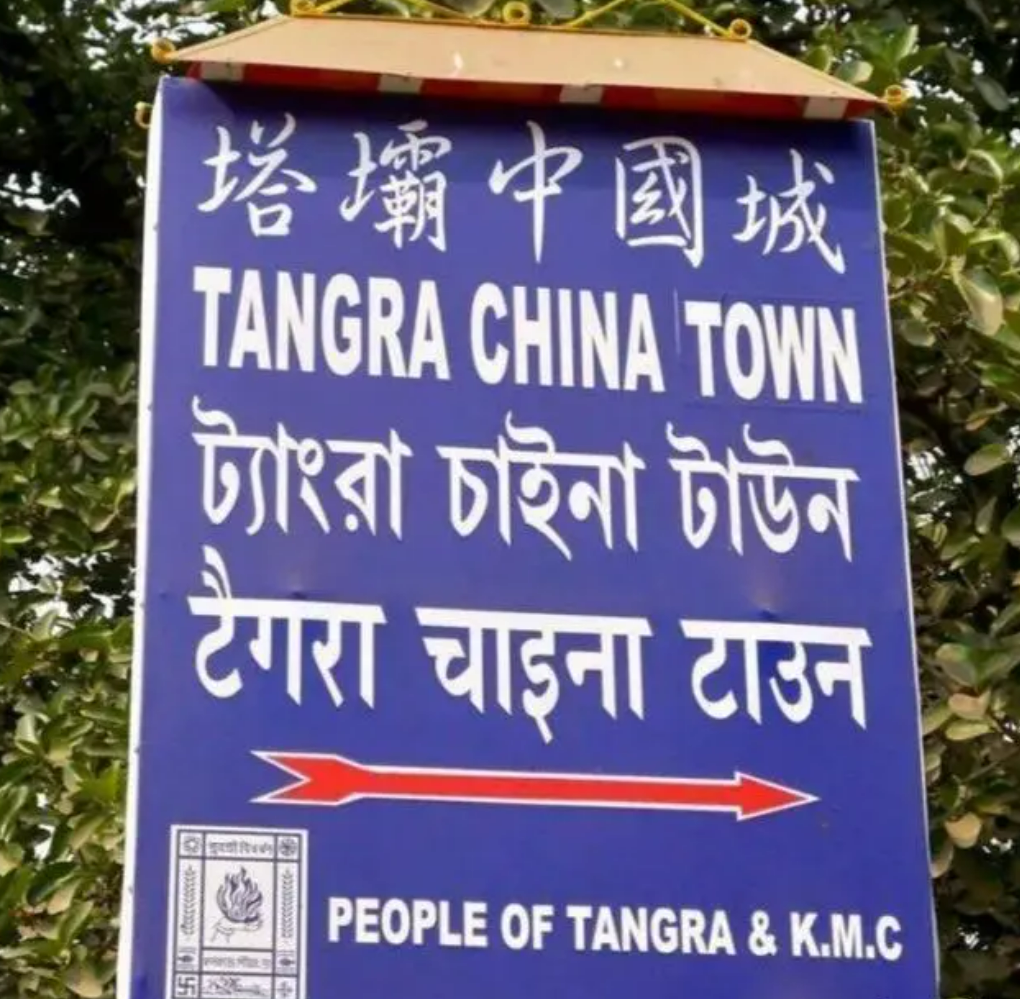 塔壩中國城
TANGRA CHINA TOWN
ট্যাংরা চাইনা টাউন
टैगरा चाइना टाउन
PEOPLE OF TANGRA & K.M.C